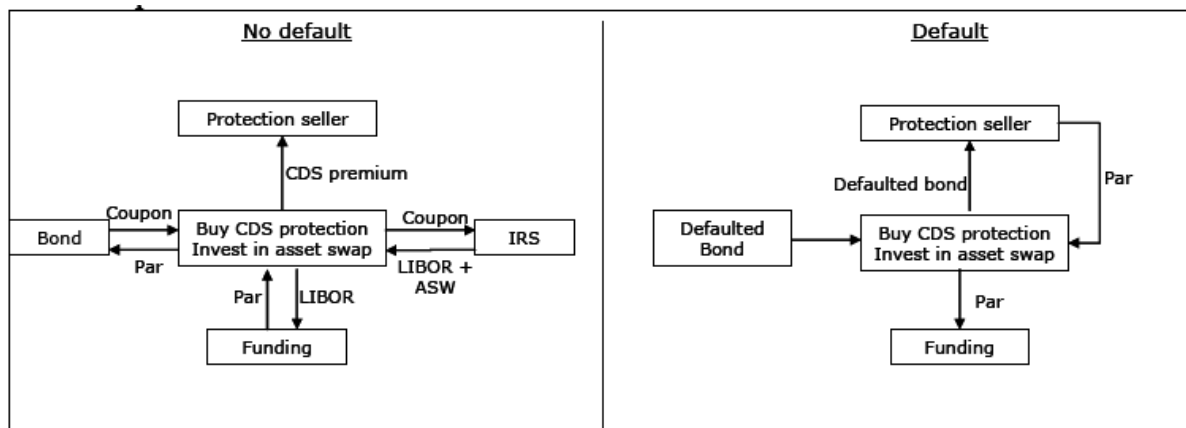 No default
Protection seller
CDS premium
Coupon
Bond
Par
Buy CDS protection
Invest in asset swap
Coupon
IRS
LIBOR +
ASW
Par
LIBOR
Funding
Default
Protection seller
Defaulted bond
Par
Defaulted
Bond
Buy CDS protection
Invest in asset swap
Par
Funding